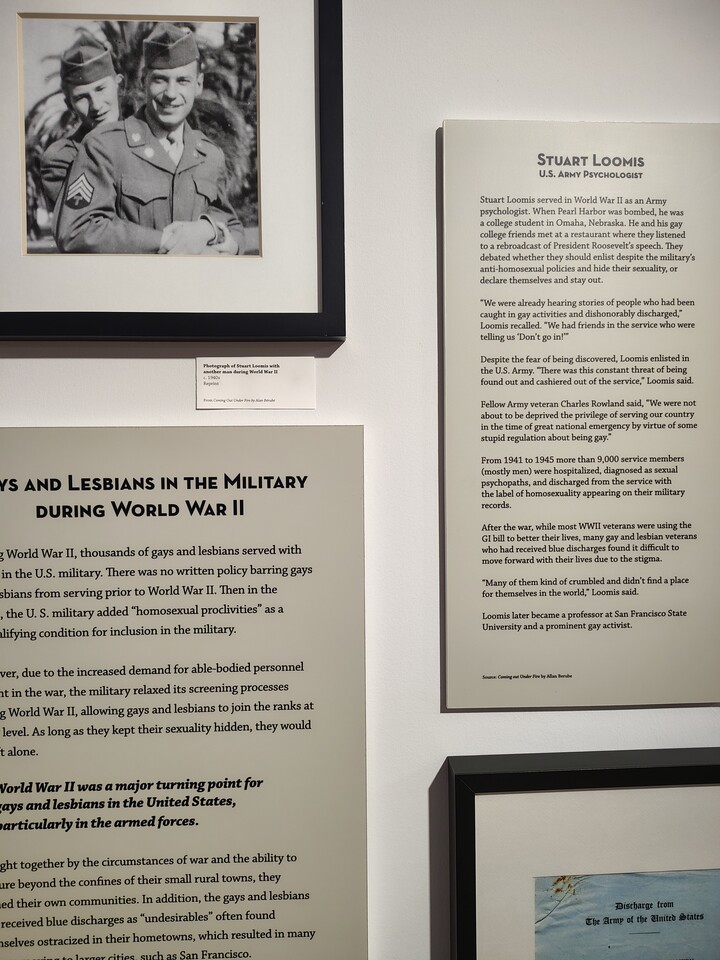 Photograph of Stuart Loomis with
another man during World War II
c. 1940s
Reprint
From Coming Out Under Fire by Allan Bérubé
YS AND LESBIANS IN THE MILITARY
DURING WORLD WAR II
g World War II, thousands of gays and lesbians served with
in the U.S. military. There was no written policy barring gays
sbians from serving prior to World War II. Then in the
, the U. S. military added “homosexual proclivities” as a
alifying condition for inclusion in the military.
ver, due to the increased demand for able-bodied personnel
nt in the war, the military relaxed its screening processes
g World War II, allowing gays and lesbians to join the ranks at
level. As long as they kept their sexuality hidden, they would
ft alone.
World War II was a major turning point for
gays and lesbians in the United States,
particularly in the armed forces.
ght together by the circumstances of war and the ability to
ure beyond the confines of their small rural towns, they
ned their own communities. In addition, the gays and lesbians
received blue discharges as “undesirables” often found
mselves ostracized in their hometowns, which resulted in many
to larger cities, such as San Francisco.
STUART LOOMIS
U.S. ARMY PSYCHOLOGIST
Stuart Loomis served in World War II as an Army
psychologist. When Pearl Harbor was bombed, he was
a college student in Omaha, Nebraska. He and his gay
college friends met at a restaurant where they listened
to a rebroadcast of President Roosevelt’s speech. They
debated whether they should enlist despite the military’s
anti-homosexual policies and hide their sexuality, or
declare themselves and stay out.
“We were already hearing stories of people who had been
caught in gay activities and dishonorably discharged,”
Loomis recalled. “We had friends in the service who were
telling us ‘Don’t go in!’”
Despite the fear of being discovered, Loomis enlisted in
the U.S. Army. “There was this constant threat of being
found out and cashiered out of the service,” Loomis said.
Fellow Army veteran Charles Rowland said, “We were not
about to be deprived the privilege of serving our country
in the time of great national emergency by virtue of some
stupid regulation about being gay.”
From 1941 to 1945 more than 9,000 service members
(mostly men) were hospitalized, diagnosed as sexual
psychopaths, and discharged from the service with
the label of homosexuality appearing on their military
records.
After the war, while most WWII veterans were using the
GI bill to better their lives, many gay and lesbian veterans
who had received blue discharges found it difficult to
move forward with their lives due to the stigma.
“Many of them kind of crumbled and didn’t find a place
for themselves in the world,” Loomis said.
Loomis later became a professor at San Francisco State
University and a prominent gay activist.
Source: Coming out Under Fire by Allan Berube
Discharge from
The Army of the United States